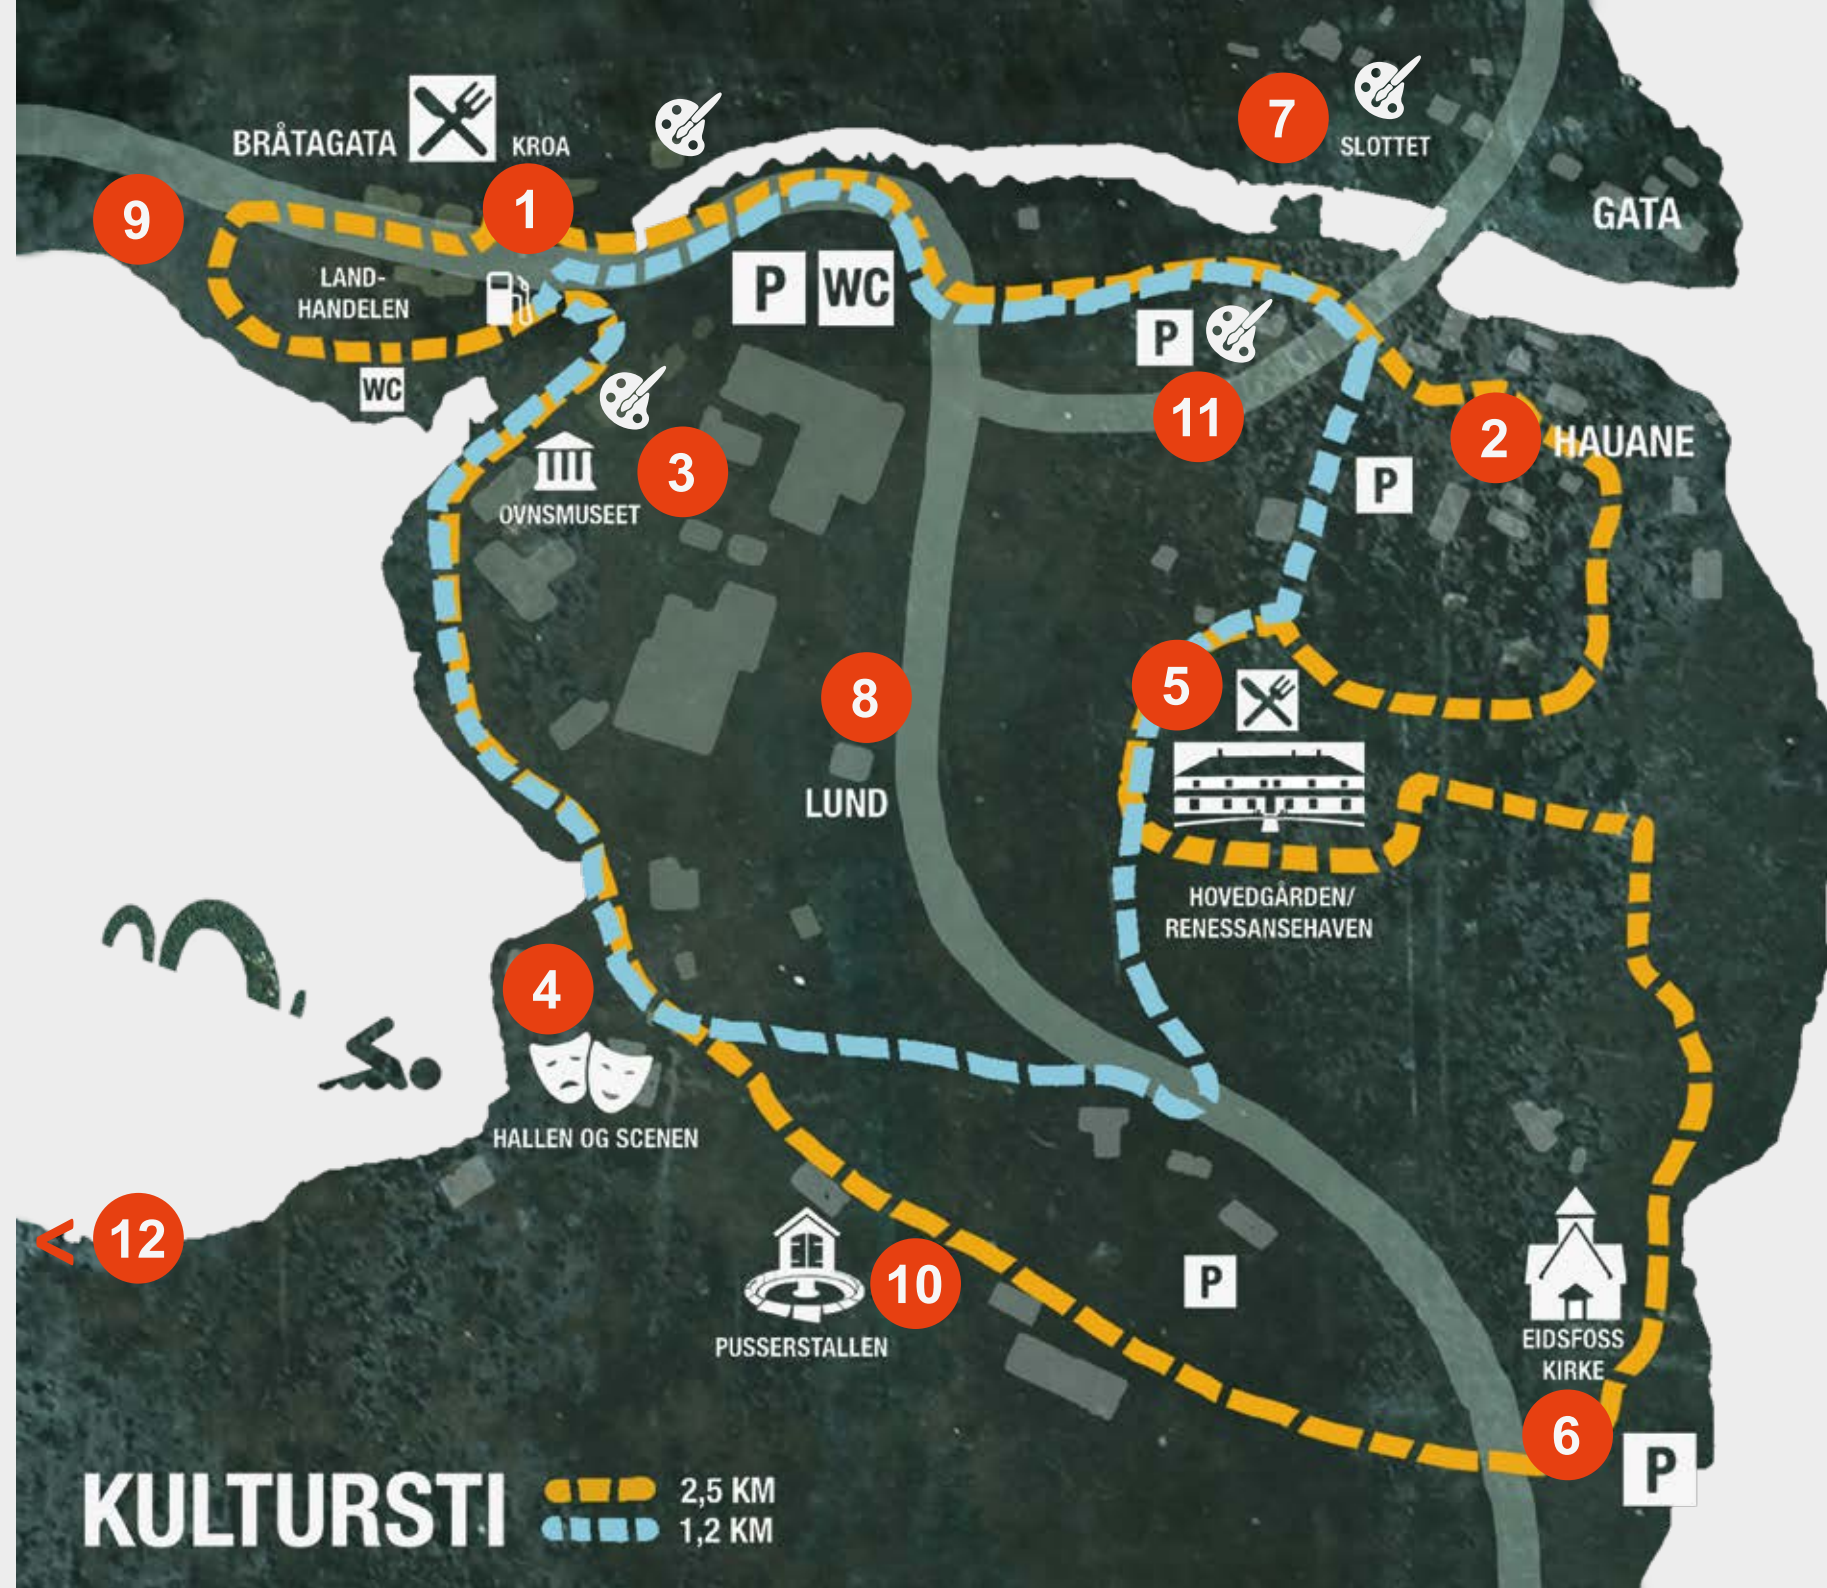 BRÅTAGATA
KROA
7
SLOTTET
9
1
GATA
LAND-
HANDELEN
P
WC
P
WC
11
2
HAUANE
3
P
OVNSMUSEET
5
8
LUND
HOVEDGÅRDEN/
RENESSANSEHAVEN
4
HALLEN OG SCENEN
< 12
10
P
PUSSERSTALLEN
EIDSFOSS
KIRKE
6
P
KULTURSTI
2,5 KM
1,2 KM